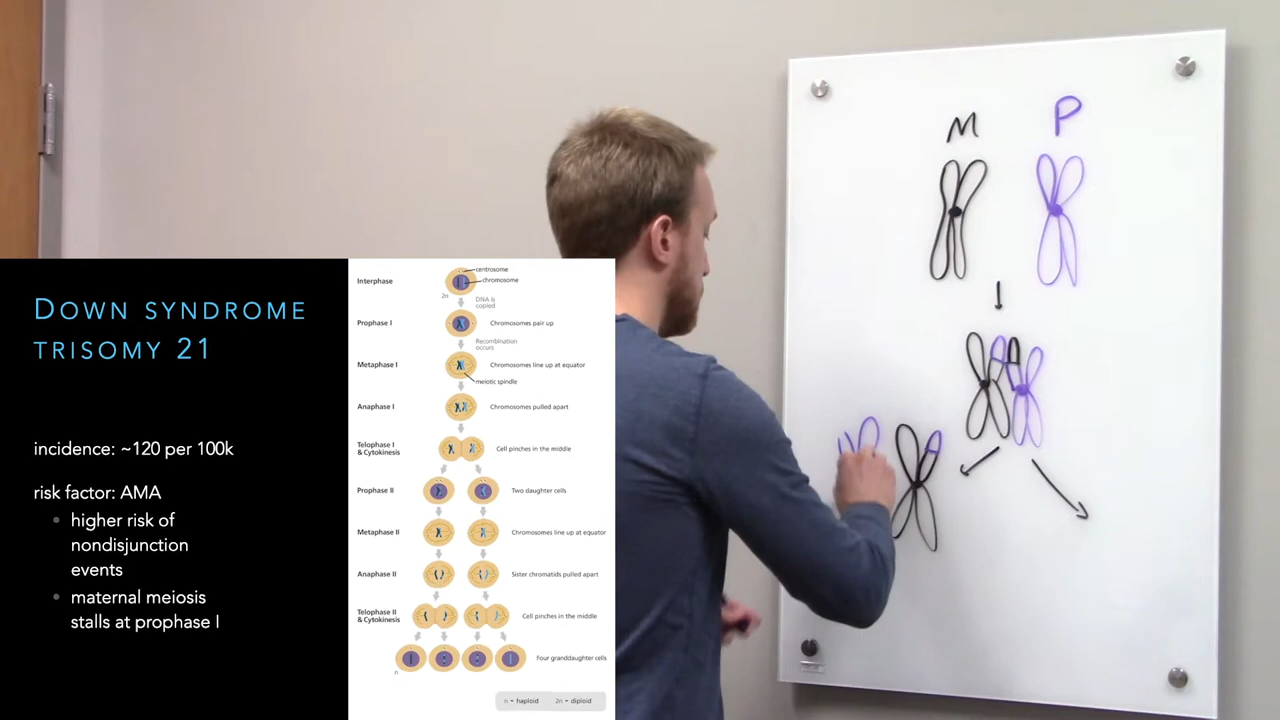 DOWN SYNDROME
TRISOMY 21
incidence: ~120 per 100k
risk factor: AMA
higher risk of
nondisjunction
events
maternal meiosis
stalls at prophase I
centrosome
Interphase
chromosome
2n
DNA is
copied
Prophase I
Chromosomes pair up
Recombination
occurs
Metaphase I
Chromosomes line up at equator
meiotic spindle
Anaphase I
Chromosomes pulled apart
Telophase I
& Cytokinesis
Cell pinches in the middle
Prophase II
Two daughter cells
Metaphase II
Chromosomes line up at equator
Anaphase II
Sister chromatids pulled apart
Telophase II
& Cytokinesis
Cell pinches in the middle
Four granddaughter cells
n
n = haploid 2n = diploid
M P